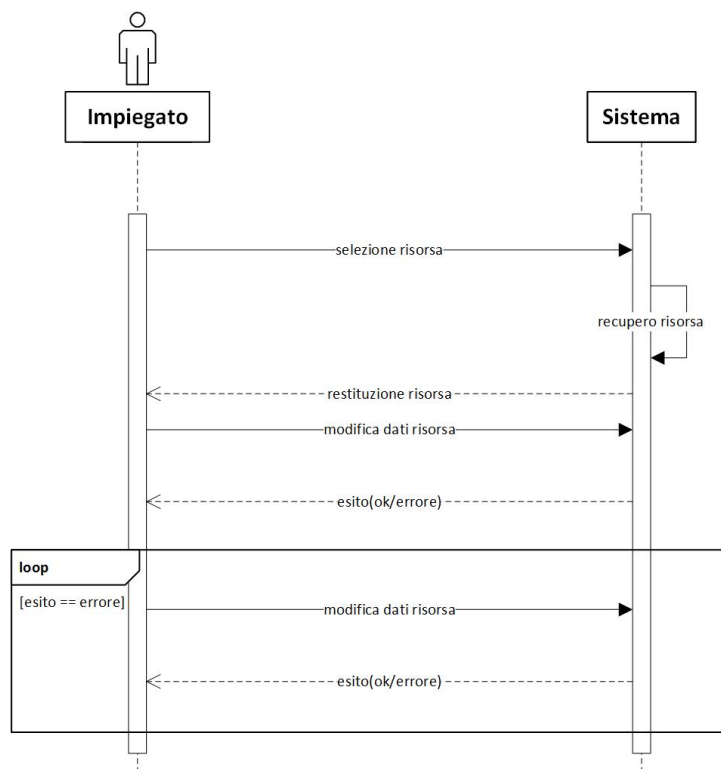 Impiegato
Sistema
selezione risorsa
recupero risorsa
restituzione risorsa
modifica dati risorsa
esito(ok/errore)
loop
[esito == errore]
modifica dati risorsa
esito(ok/errore)